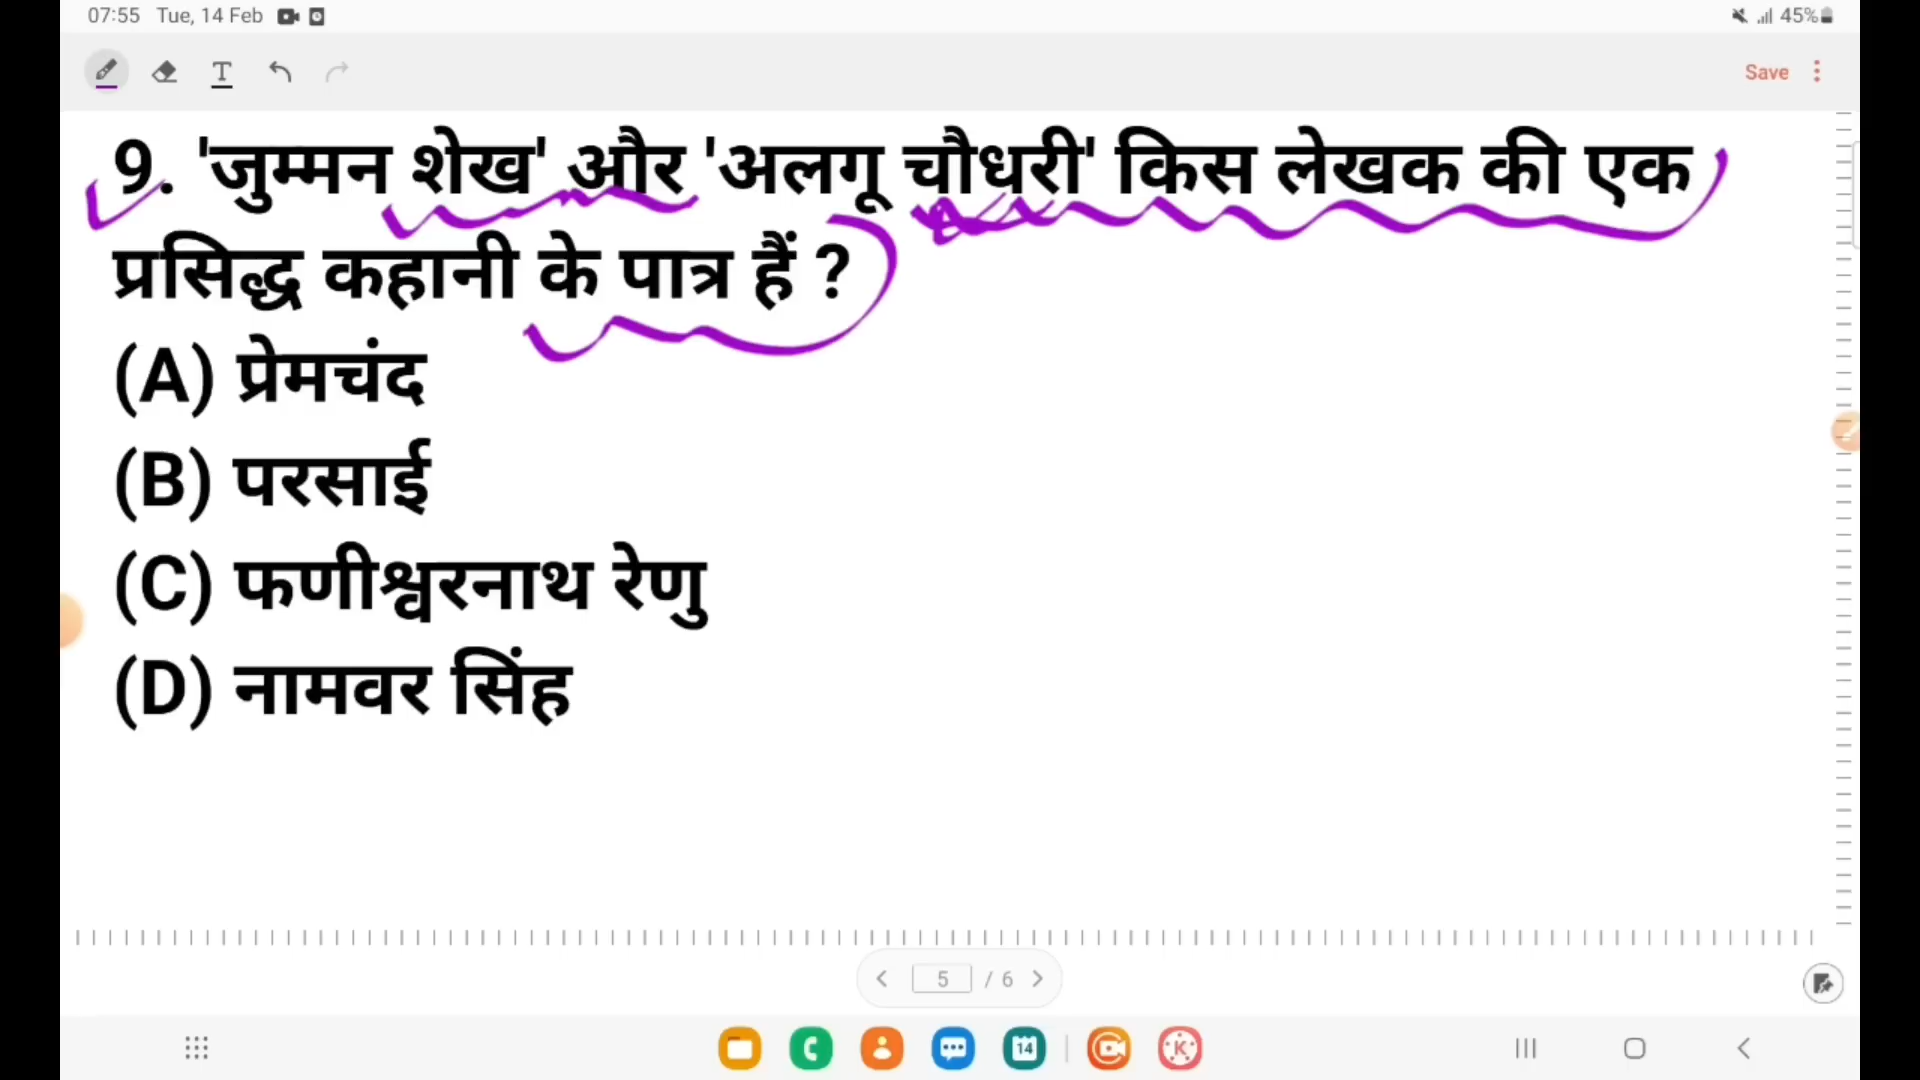 07:55 Tue, 14 Feb
45%
T
Save
9. 'जुम्मन शेख' और 'अलगू चौधरी' किस लेखक की एक
प्रसिद्ध कहानी के पात्र हैं ?
(A) प्रेमचंद
(B) परसाई
(C) फणीश्वरनाथ रेणु
(D) नामवर सिंह
5 / 6
14
K